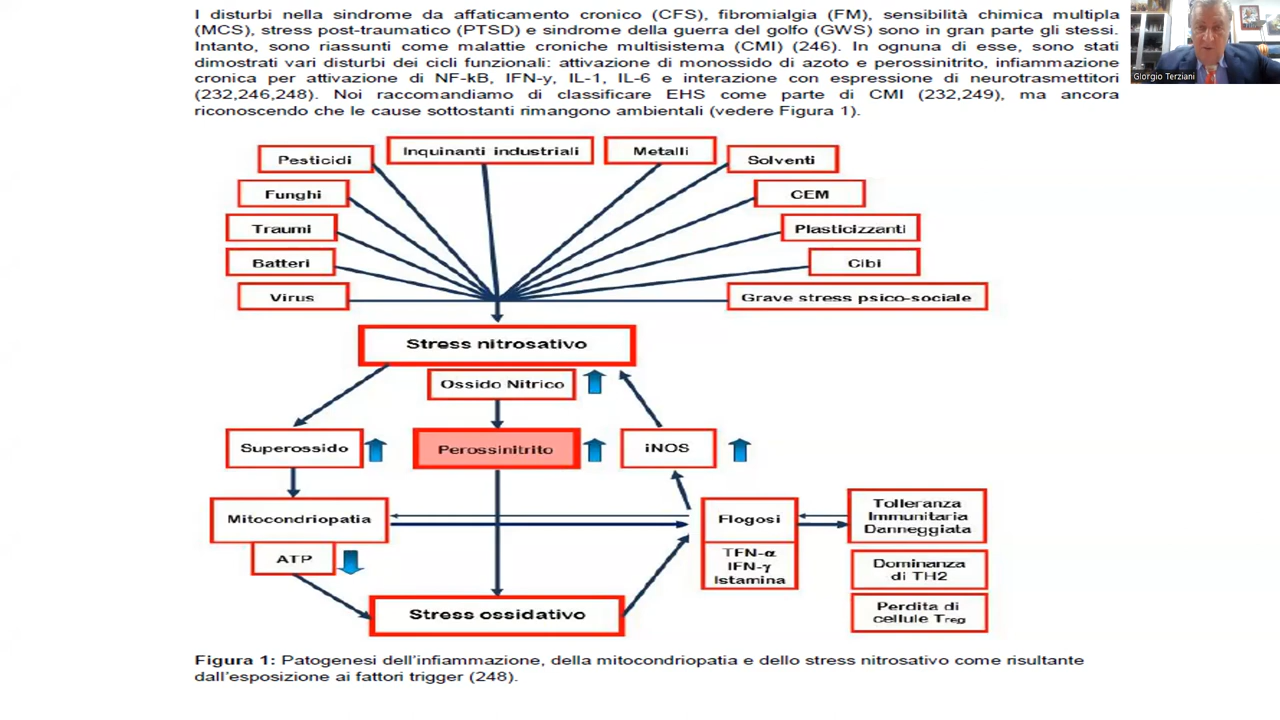 I disturbi nella sindrome da affaticamento cronico (CFS), fibromialgia (FM), sensibilità chimica multipla
(MCS), stress post-traumatico (PTSD) e sindrome della guerra del golfo (GWS) sono in gran parte gli stessi.
Intanto, sono riassunti come malattie croniche multisistema (CMI) (246). In ognuna di esse, sono stati
dimostrati vari disturbi dei cicli funzionali: attivazione di monossido di azoto e perossinitrito, infiammazione
cronica per attivazione di NF-kB, IFN-y, IL-1, IL-6 e interazione con espressione di neurotrasmettitori
(232,246,248). Noi raccomandiamo di classificare EHS come parte di CMI (232,249), ma ancora
riconoscendo che le cause sottostanti rimangono ambientali (vedere Figura 1).
Giorgio Terziani
Inquinanti industriali
Metalli
Pesticidi
Solventi
Funghi
CEM
Traumi
Plasticizzanti
Batteri
Cibi
Virus
Grave stress psico-sociale
Stress nitrosativo
Ossido Nitrico
Superossido
Perossinitrito
iNOS
Mitocondriopatia
Flogosi
Tolleranza
Immunitaria
Danneggiata
ATP
TFN-α
IFN-γ
Istamina
Dominanza
di TH2
Stress ossidativo
Perdita di
cellule Treg
Figura 1: Patogenesi dell'infiammazione, della mitocondriopatia e dello stress nitrosativo come risultante
dall'esposizione ai fattori trigger (248).